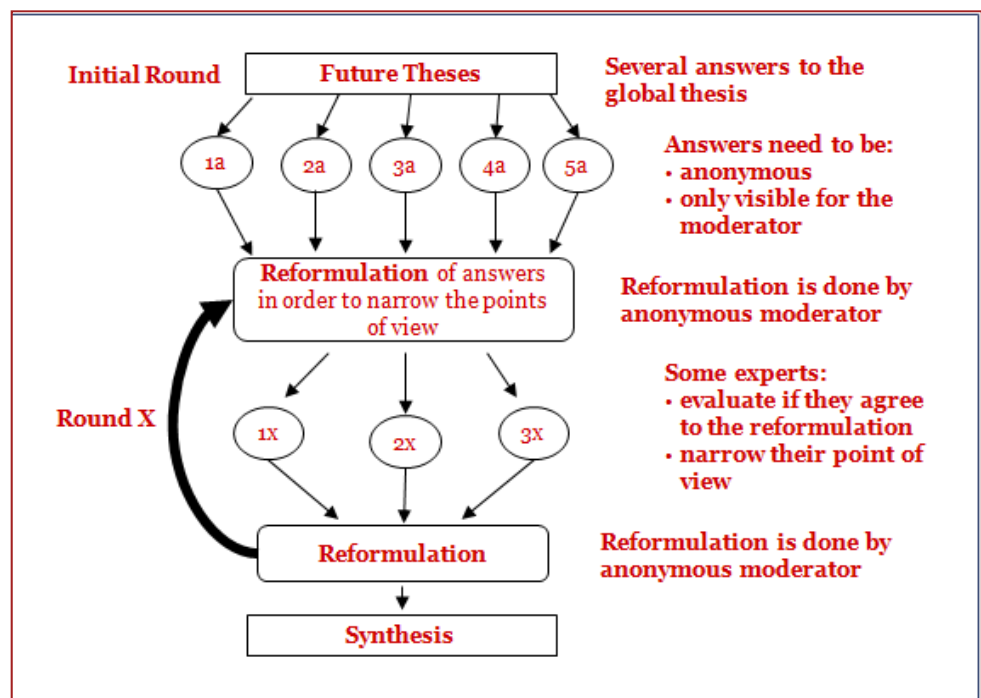 Initial Round
Future Theses
Several answers to the
global thesis
1a
2a
3a
4a
5a
Answers need to be:
• anonymous
• only visible for the
moderator
Reformulation of answers
in order to narrow the points
of view
Reformulation is done by
anonymous moderator
Round X
1x
2x
3x
Some experts:
• evaluate if they agree
to the reformulation
• narrow their point of
view
Reformulation
Reformulation is done by
anonymous moderator
Synthesis